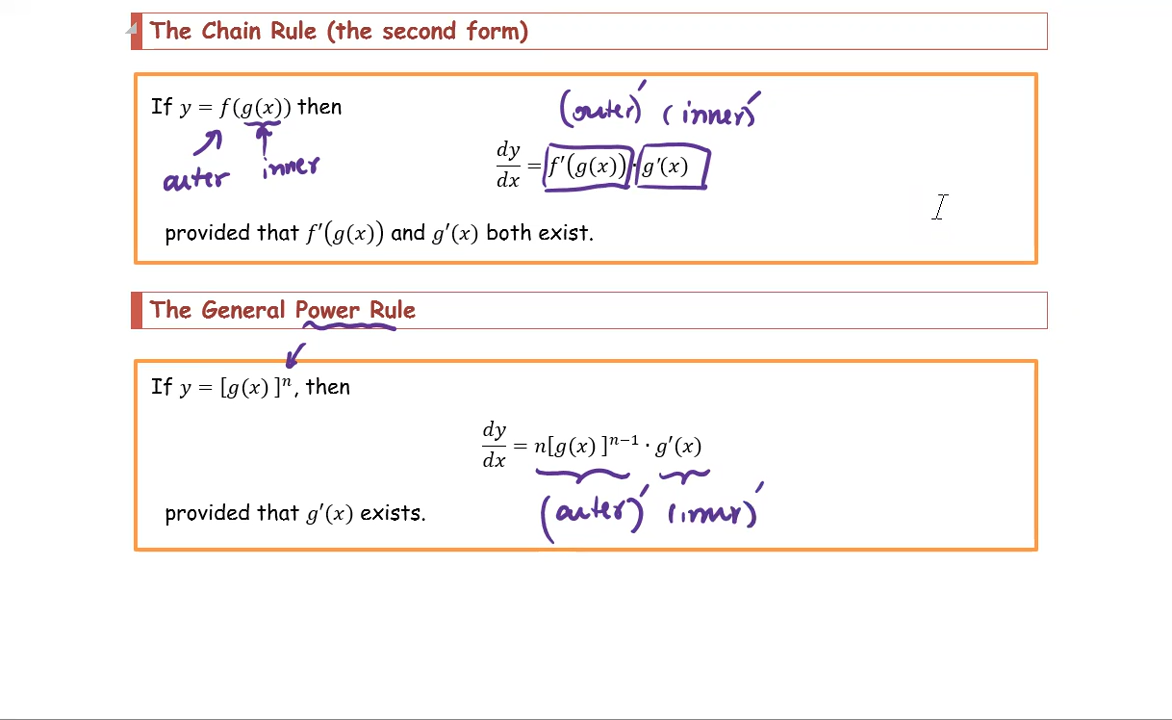 The Chain Rule (the second form)
If y = f(g(x)) then
(outer)′ (inner)′
outer inner
dy/dx = f′(g(x)) · g′(x)
provided that f′(g(x)) and g′(x) both exist.
The General Power Rule
If y = [g(x) ]ⁿ, then
dy/dx = n[g(x) ]ⁿ⁻¹ · g′(x)
(outer)′ (inner)′
provided that g′(x) exists.